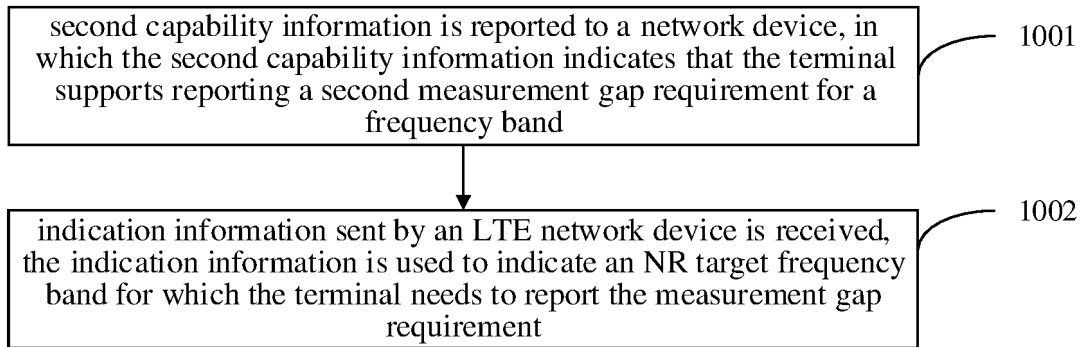 second capability information is reported to a network device, in
which the second capability information indicates that the terminal
supports reporting a second measurement gap requirement for a
frequency band
1001
indication information sent by an LTE network device is received,
the indication information is used to indicate an NR target frequency
band for which the terminal needs to report the measurement gap
requirement
1002